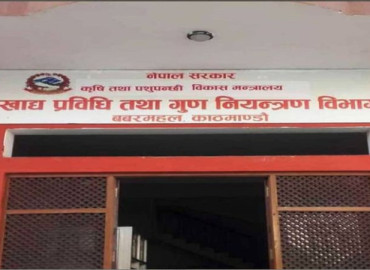 नेपाल सरकार
कृषि तथा पशुपन्छी विकास मन्त्रालय
खाद्य प्रविधि तथा गुण नियन्त्रण विभाग
बबरमहल, काठमाण्डौ